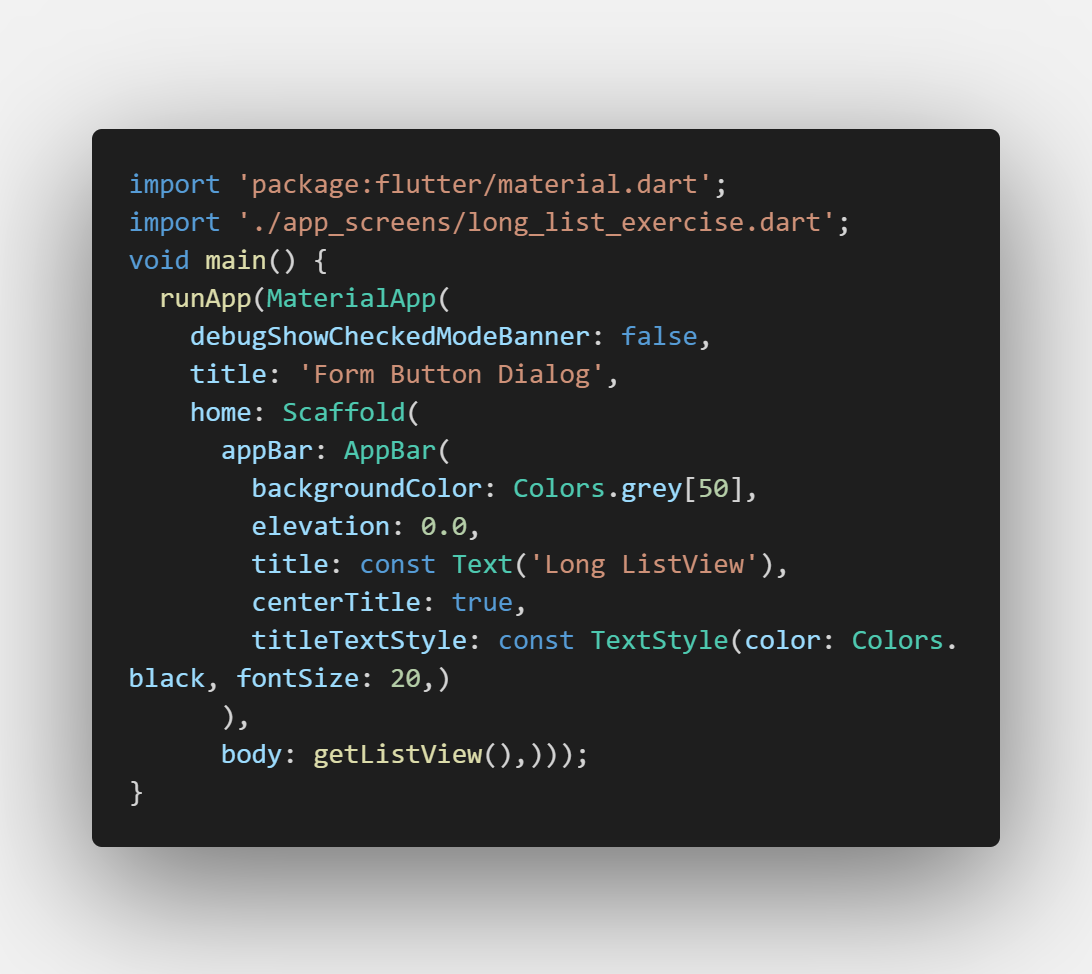 import 'package:flutter/material.dart';
import './app_screens/long_list_exercise.dart';
void main() {
  runApp(MaterialApp(
    debugShowCheckedModeBanner: false,
    title: 'Form Button Dialog',
    home: Scaffold(
      appBar: AppBar(
        backgroundColor: Colors.grey[50],
        elevation: 0.0,
        title: const Text('Long ListView'),
        centerTitle: true,
        titleTextStyle: const TextStyle(color: Colors.
black, fontSize: 20,)
      ),
      body: getListView(),)));
}